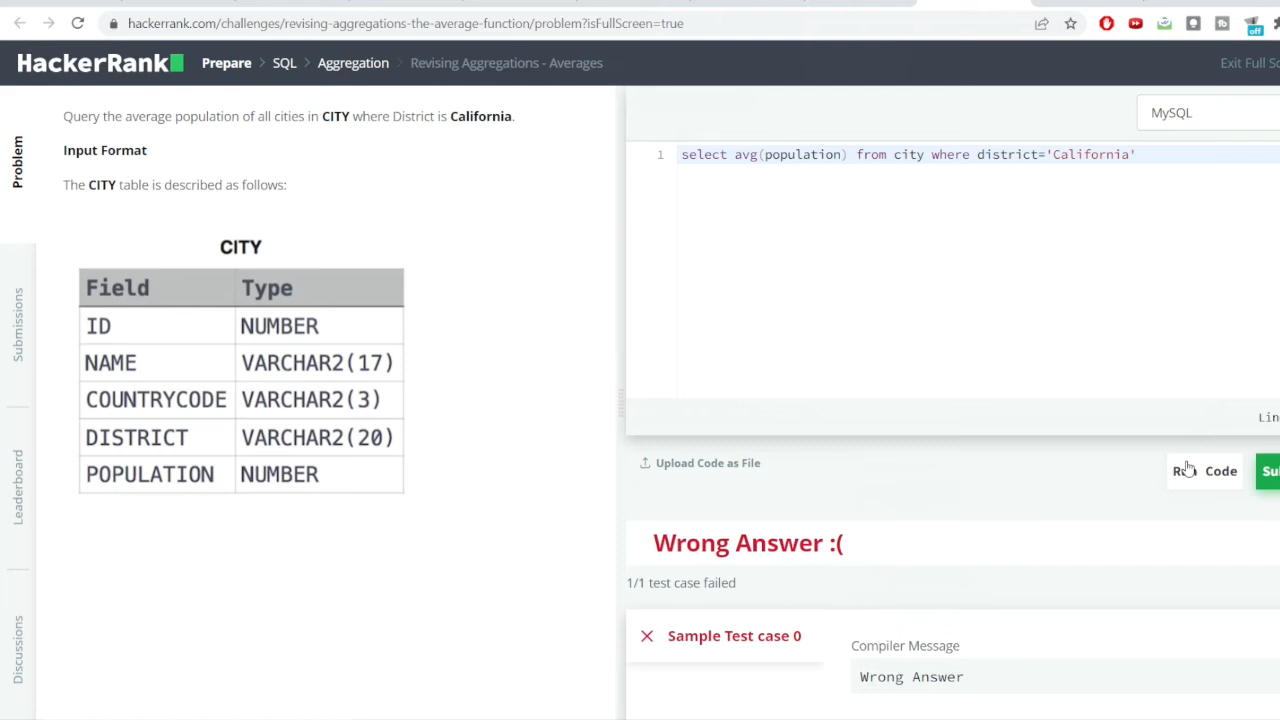 hackerrank.com/challenges/revising-aggregations-the-average-function/problem?isFullScreen=true
off
HackerRank Prepare > SQL > Aggregation > Revising Aggregations - Averages
Exit Full Sc
Problem
Submissions
Leaderboard
Discussions
Query the average population of all cities in CITY where District is California.
Input Format
The CITY table is described as follows:
CITY
Field Type
ID NUMBER
NAME VARCHAR2(17)
COUNTRYCODE VARCHAR2(3)
DISTRICT VARCHAR2(20)
POPULATION NUMBER
MySQL
1 select avg(population) from city where district='California'
Lin
Upload Code as File
Run Code
Su
Wrong Answer :(
1/1 test case failed
Sample Test case 0
Compiler Message
Wrong Answer